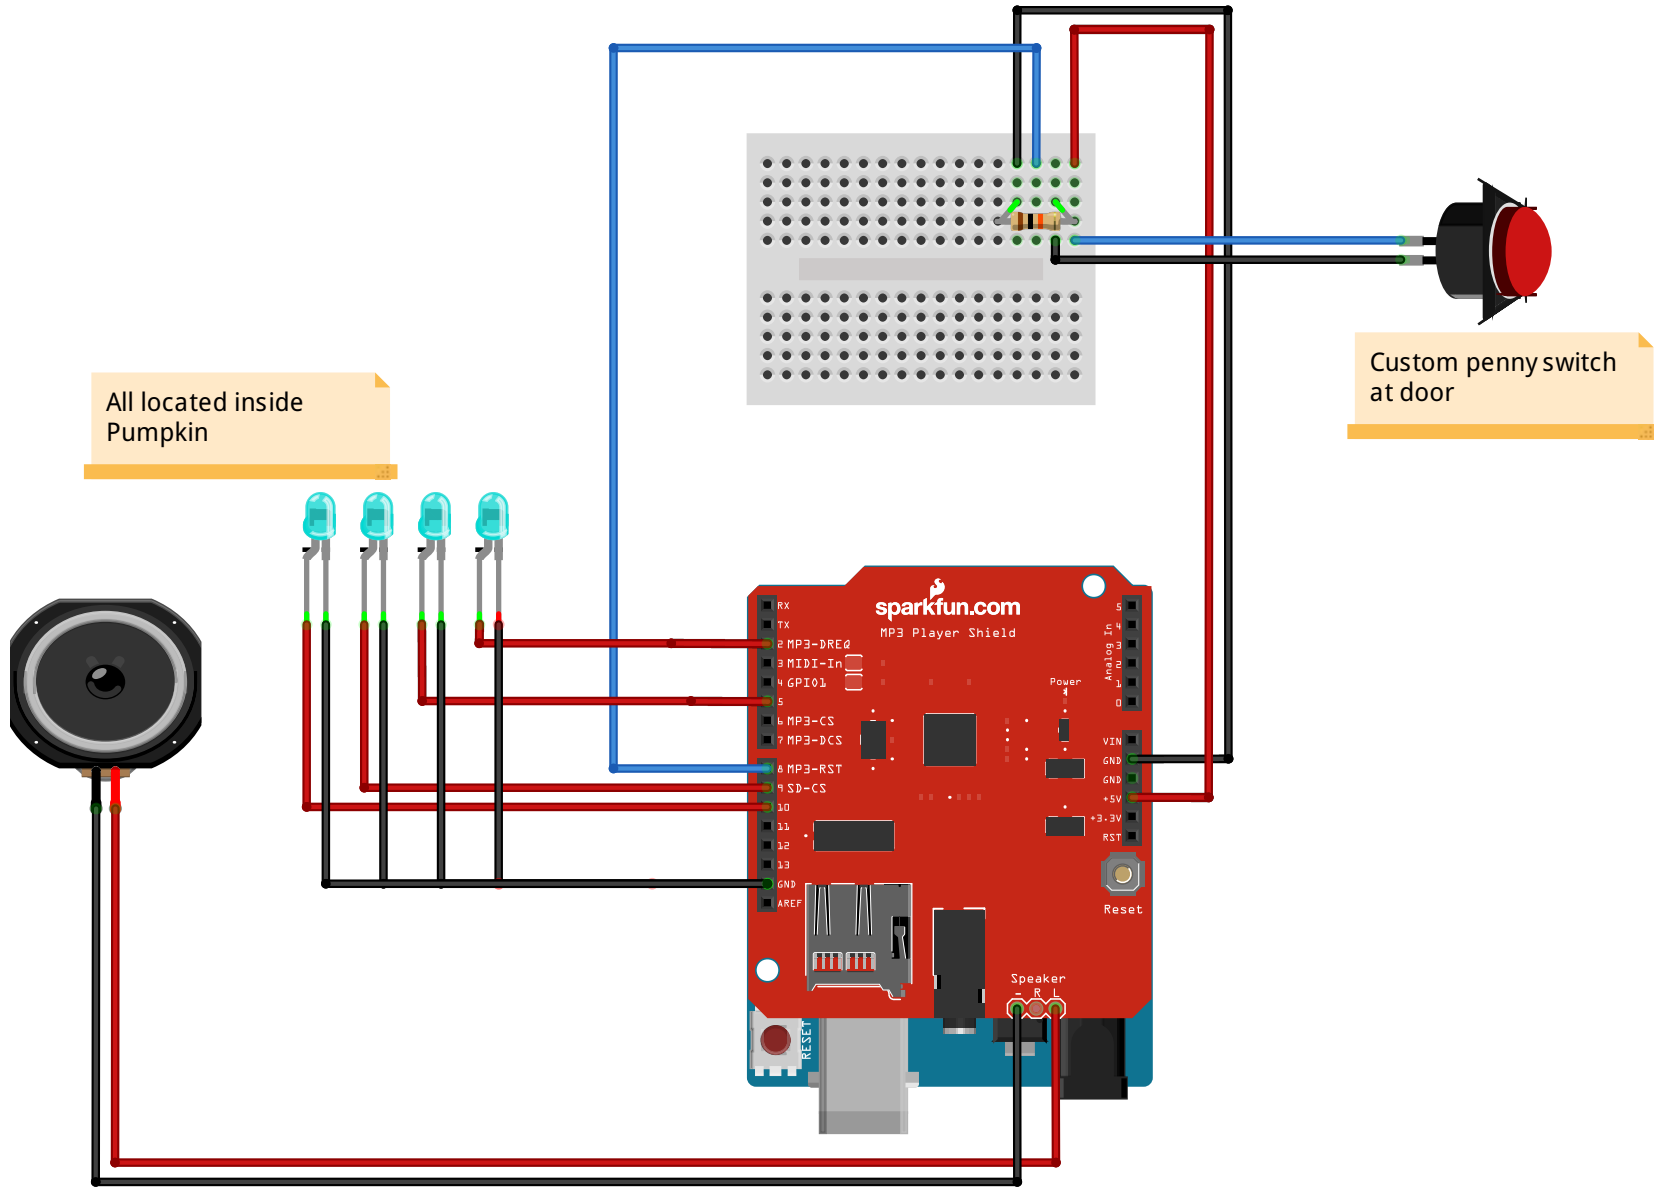 Custom penny switch
at door
All located inside
Pumpkin
sparkfun.com
MP3 Player Shield
RX
TX
2 MP3-DREQ
3 MIDI-In
4 GPIO1
5
6 MP3-CS
7 MP3-DCS
8 MP3-RST
9 SD-CS
10
11
12
13
GND
AREF
5
4
3
2
1
0
Analog In
Power
VIN
GND
GND
+5V
+3.3V
RST
Reset
Speaker
- R L
RESET